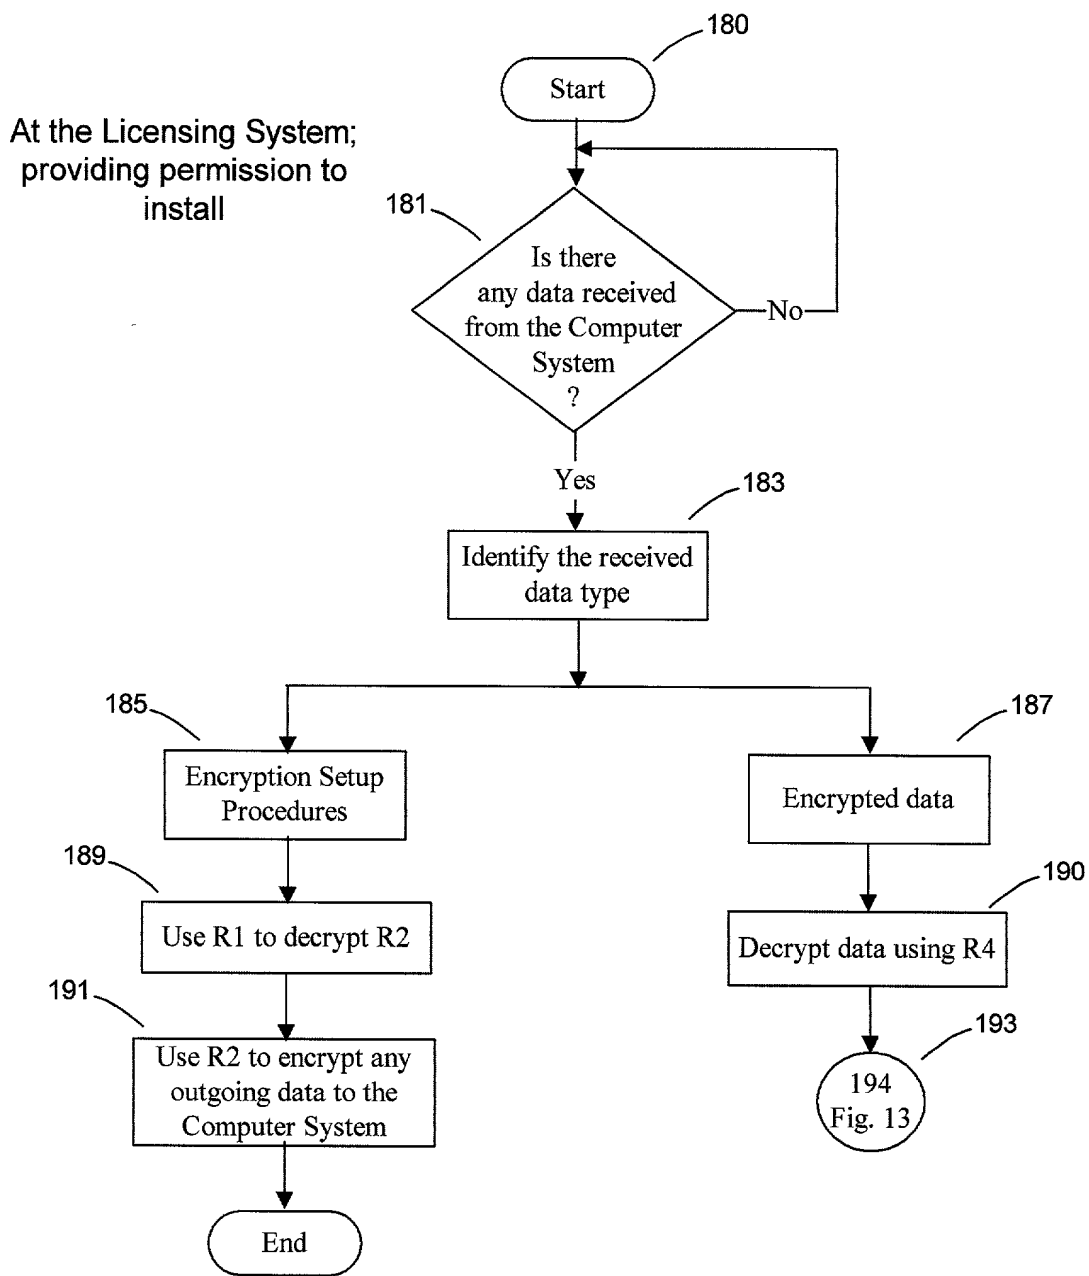 180
Start
At the Licensing System;
providing permission to
install
181
Is there
any data received
from the Computer
System
?
No
Yes
183
Identify the received
data type
185
187
Encryption Setup
Procedures
Encrypted data
189
190
Use R1 to decrypt R2
Decrypt data using R4
191
193
Use R2 to encrypt any
outgoing data to the
Computer System
194
Fig. 13
End